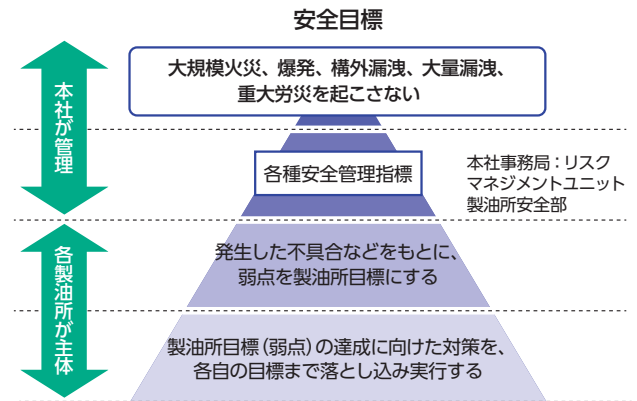 安全目標
大規模火災、爆発、構外漏洩、大量漏洩、
重大労災を起こさない
本社が管理
各種安全管理指標
本社事務局：リスク
マネジメントユニット
製油所安全部
各製油所が主体
発生した不具合などをもとに、
弱点を製油所目標にする
製油所目標（弱点）の達成に向けた対策を、
各自の目標まで落とし込み実行する